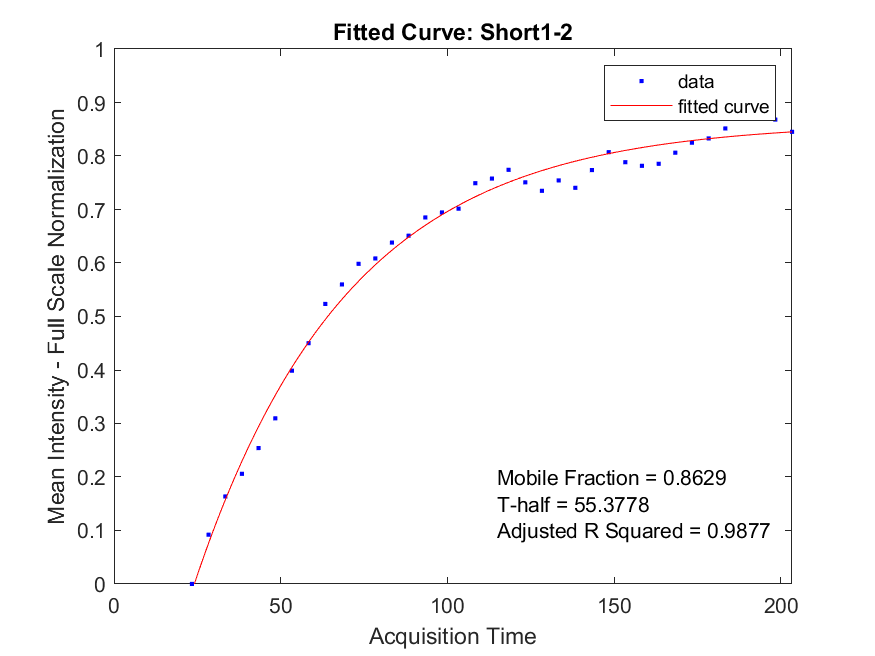 Fitted Curve: Short1-2
1
0.9
0.8
0.7
0.6
0.5
0.4
0.3
0.2
0.1
0
Mean Intensity - Full Scale Normalization
data
fitted curve
Mobile Fraction = 0.8629
T-half = 55.3778
Adjusted R Squared = 0.9877
0 50 100 150 200
Acquisition Time